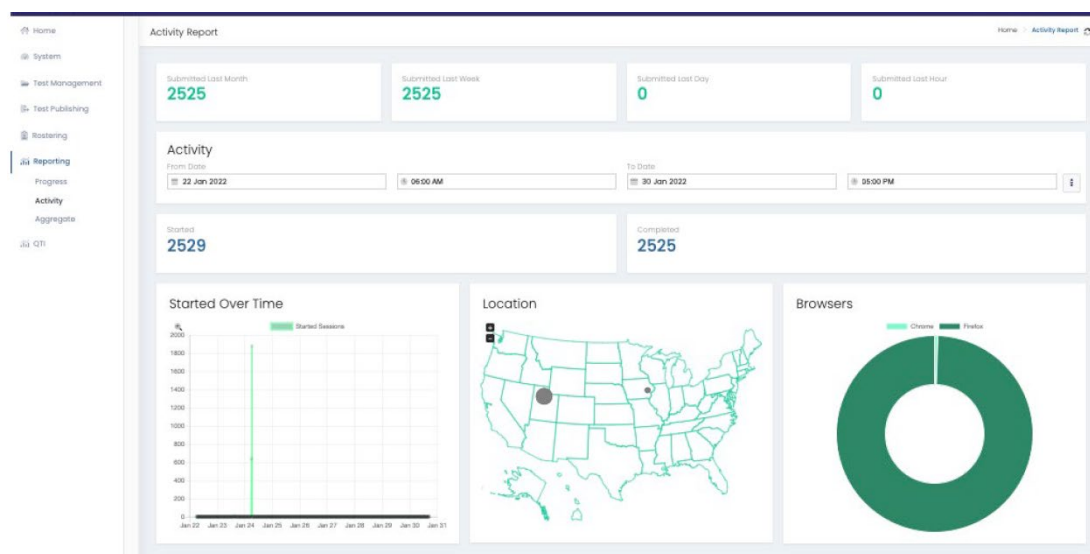 Home
System
Test Management
Test Publishing
Rostering
Reporting
Progress
Activity
Aggregate
QTI
Activity Report
Home
Activity Report
Submitted Last Month
2525
Submitted Last Week
2525
Submitted Last Day
0
Submitted Last Hour
0
Activity
From Date
22 Jan 2022
06:00 AM
To Date
30 Jan 2022
05:00 PM
Started
2529
Completed
2525
Started Over Time
Started Sessions
2000
1800
1600
1400
1200
1000
800
600
400
200
0
Jan 22 Jan 23 Jan 24 Jan 25 Jan 26 Jan 27 Jan 28 Jan 29 Jan 30 Jan 31
Location
+
-
Browsers
Chrome Firefox